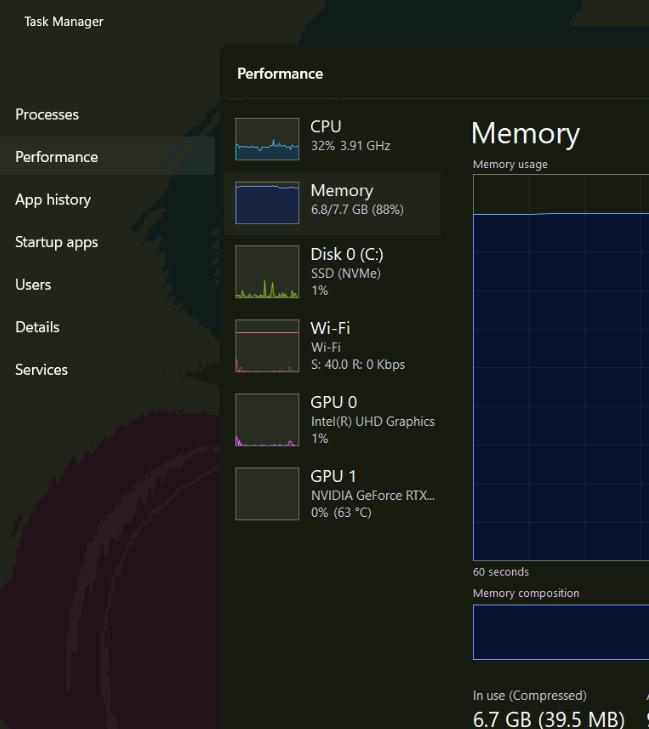 Task Manager
Performance
Processes
Performance
App history
Startup apps
Users
Details
Services
CPU
32% 3.91 GHz
Memory
6.8/7.7 GB (88%)
Disk 0 (C:)
SSD (NVMe)
1%
Wi-Fi
Wi-Fi
S: 40.0 R: 0 Kbps
GPU 0
Intel(R) UHD Graphics
1%
GPU 1
NVIDIA GeForce RTX...
0% (63 °C)
Memory
Memory usage
60 seconds
Memory composition
In use (Compressed)
6.7 GB (39.5 MB)